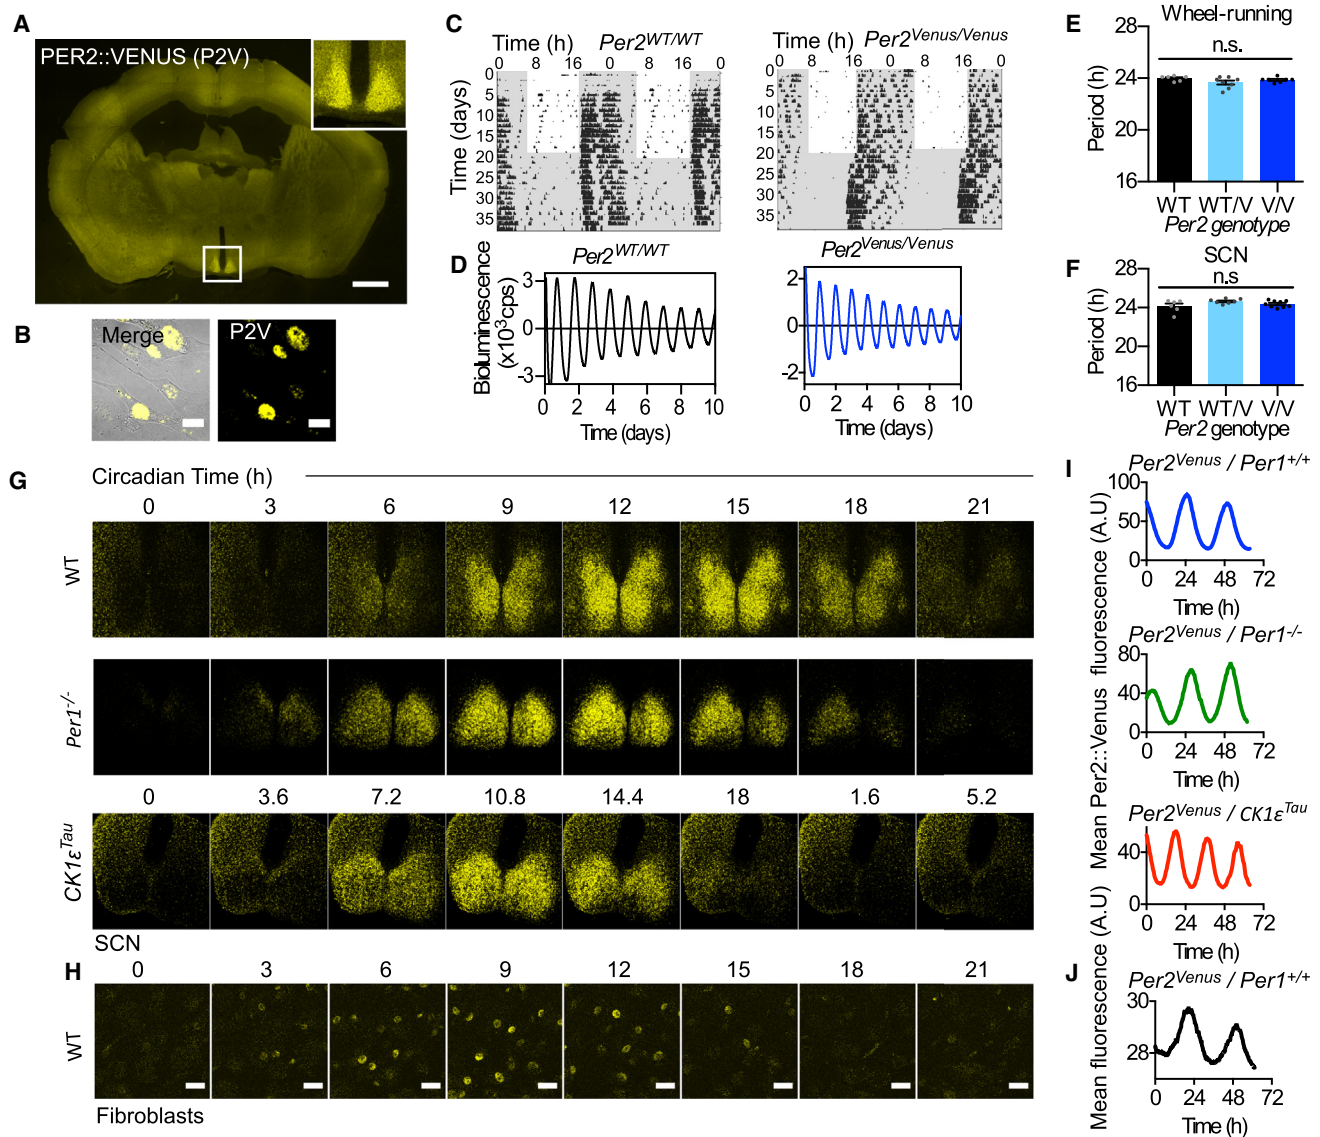 A
PER2::VENUS (P2V)
B
Merge
P2V
C
Time (h)
Per2WT/WT
0 8 16 0 8 16 0
Time (days)
0
5
10
15
20
25
30
35
Time (h)
Per2Venus/Venus
0 8 16 0 8 16 0
0
5
10
15
20
25
30
35
D
Per2WT/WT
Bioluminescence
(x10³cps)
3
0
-3
0 2 4 6 8 10
Time (days)
Per2Venus/Venus
2
0
-2
0 2 4 6 8 10
Time (days)
E
Wheel-running
n.s.
Period (h)
28
24
20
16
WT WT/V V/V
Per2 genotype
F
SCN
n.s
Period (h)
28
24
20
16
WT WT/V V/V
Per2 genotype
G
Circadian Time (h)
0 3 6 9 12 15 18 21
WT
Per1-/-
0 3.6 7.2 10.8 14.4 18 1.6 5.2
CK1εTau
SCN
H
0 3 6 9 12 15 18 21
WT
Fibroblasts
I
Mean Per2::Venus fluorescence (A.U)
Per2Venus / Per1+/+
100
50
0
0 24 48 72
Time (h)
Per2Venus / Per1-/-
80
40
0
0 24 48 72
Time (h)
Per2Venus / CK1εTau
40
0
0 24 48 72
Time (h)
J
Mean fluorescence (A.U)
Per2Venus / Per1+/+
30
28
0 24 48 72
Time (h)